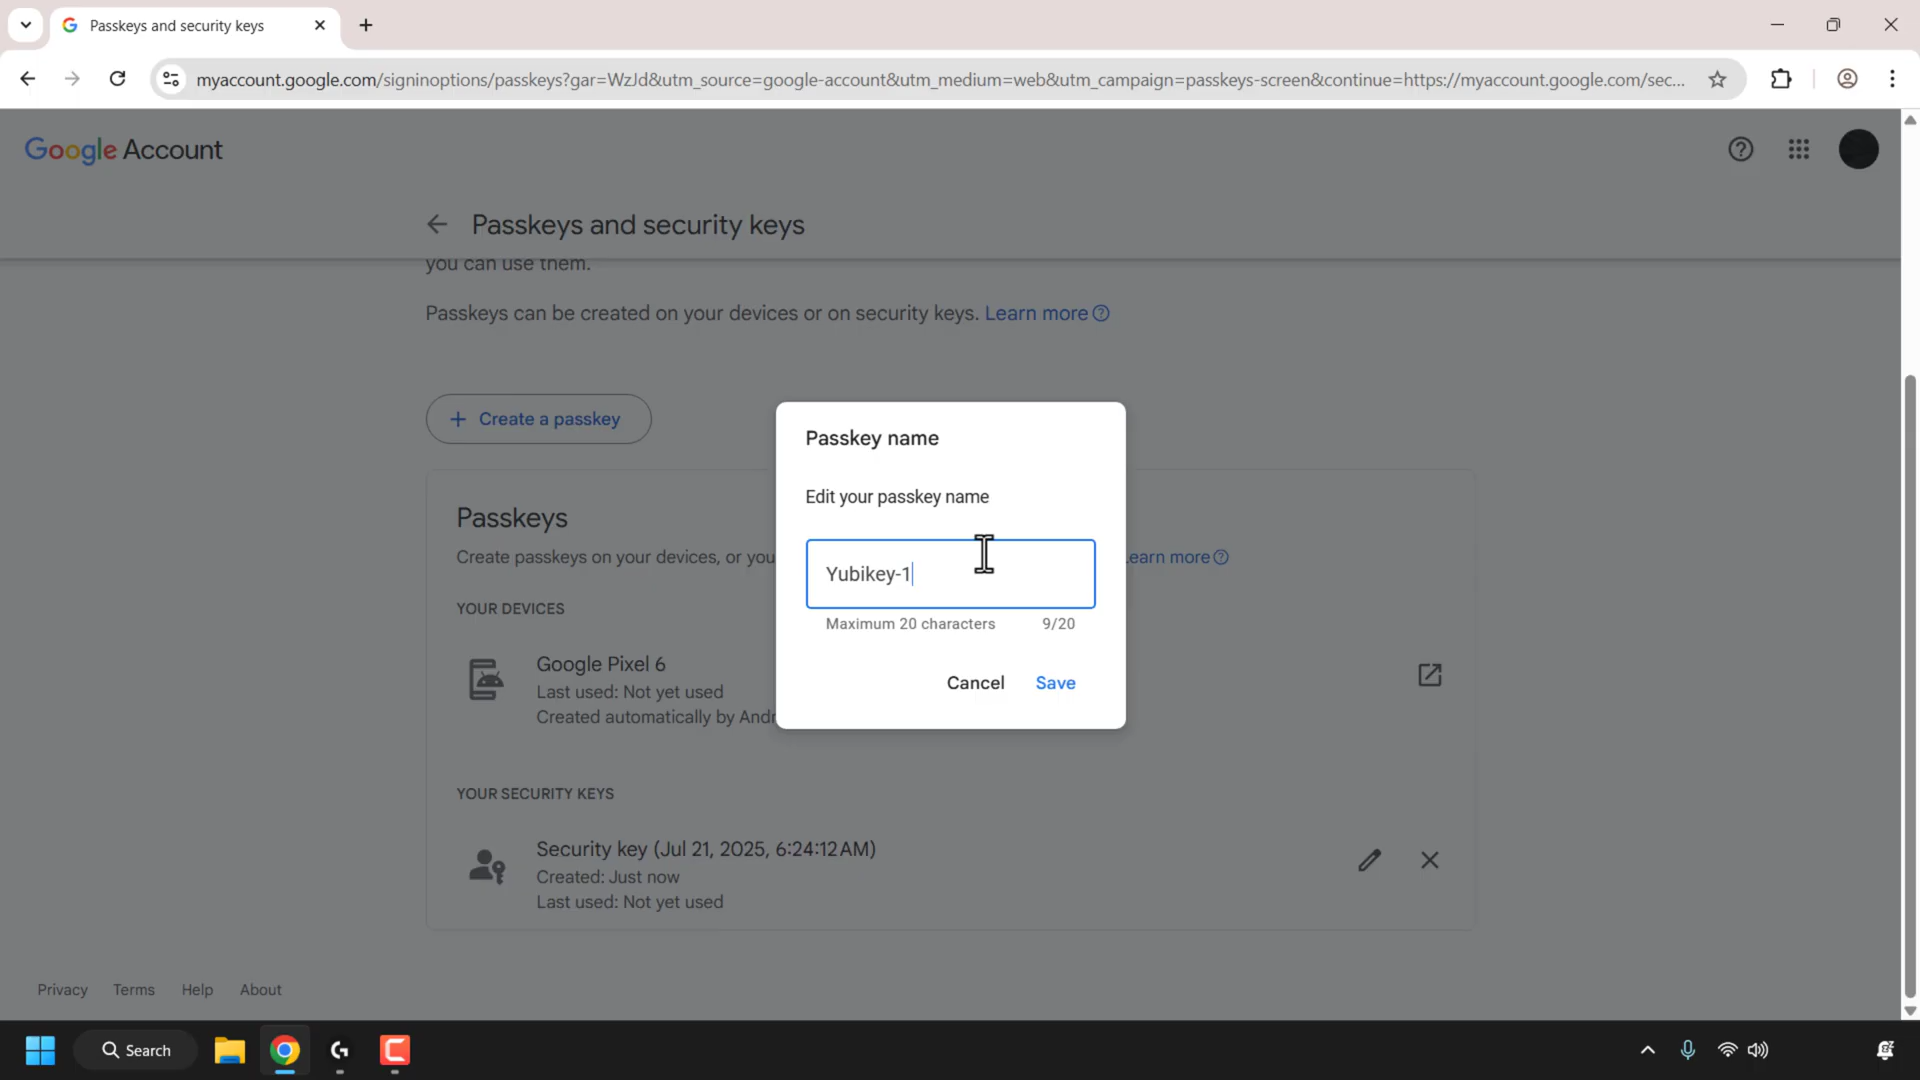 Passkeys and security keys
myaccount.google.com/signinoptions/passkeys?gar=WzJd&utm_source=google-account&utm_medium=web&utm_campaign=passkeys-screen&continue=https://myaccount.google.com/sec...
Google Account
Passkeys and security keys
you can use them.
Passkeys can be created on your devices or on security keys. Learn more
Create a passkey
Passkey name
Edit your passkey name
Yubikey-1
Maximum 20 characters 9/20
Cancel Save
Passkeys
Create passkeys on your devices, or you earn more
YOUR DEVICES
Google Pixel 6
Last used: Not yet used
Created automatically by Andr
YOUR SECURITY KEYS
Security key (Jul 21, 2025, 6:24:12 AM)
Created: Just now
Last used: Not yet used
Privacy Terms Help About
Search